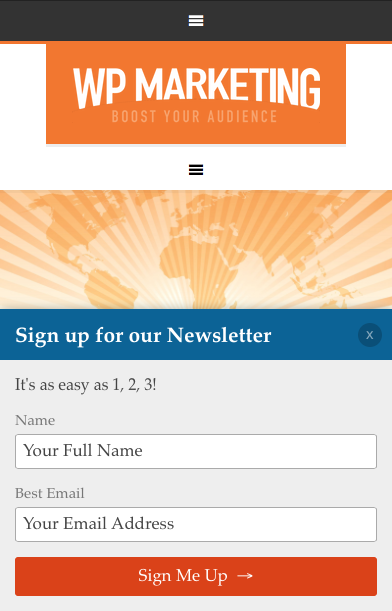 WP MARKETING
BOOST YOUR AUDIENCE
Sign up for our Newsletter
x
It's as easy as 1, 2, 3!
Name
Your Full Name
Best Email
Your Email Address
Sign Me Up →